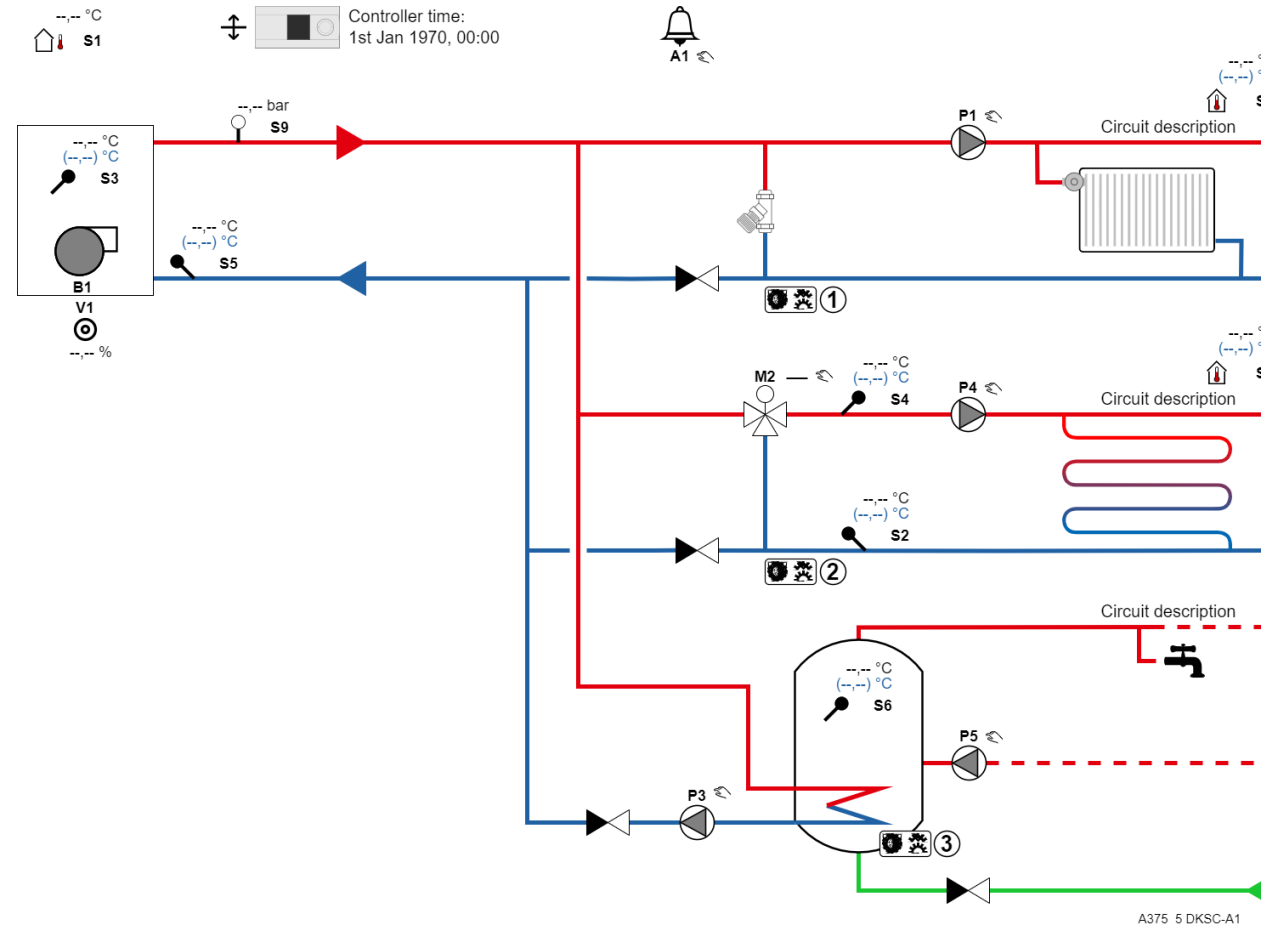 --,-- °C
S1
Controller time:
1st Jan 1970, 00:00
A1
--,-- bar
S9
--,-- °C
(--,--) °C
S3
B1
V1
--,-- %
--,-- °C
(--,--) °C
S5
P1
--,-- °
(--,--) °
Circuit description
1
M2
--,-- °C
(--,--) °C
S4
P4
--,-- °
(--,--) °
Circuit description
--,-- °C
(--,--) °C
S2
2
Circuit description
--,-- °C
(--,--) °C
S6
P5
P3
3
A375 5 DKSC-A1